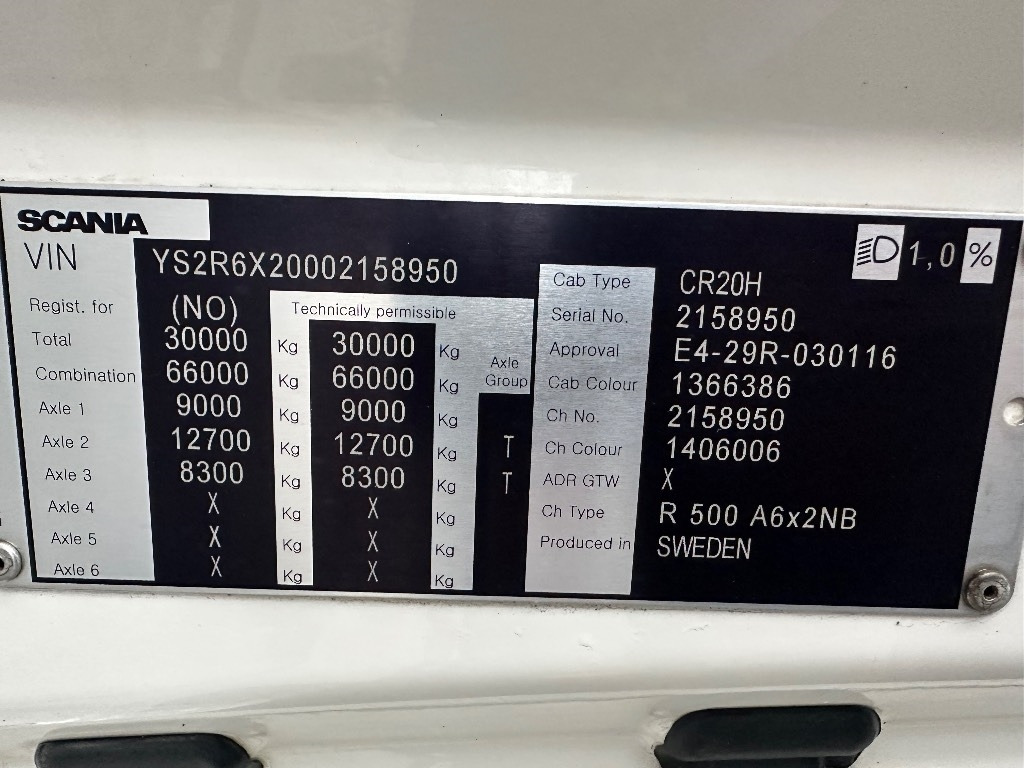 SCANIA
VIN YS2R6X20002158950
1,0 %
Regist. for (NO) Technically permissible
Total 30000 Kg 30000 Kg Axle Group
Combination 66000 Kg 66000 Kg
Axle 1 9000 Kg 9000 Kg
Axle 2 12700 Kg 12700 Kg T
Axle 3 8300 Kg 8300 Kg T
Axle 4 X Kg X Kg
Axle 5 X Kg X Kg
Axle 6 X Kg X Kg
Cab Type CR20H
Serial No. 2158950
Approval E4-29R-030116
Cab Colour 1366386
Ch No. 2158950
Ch Colour 1406006
ADR GTW X
Ch Type R 500 A6x2NB
Produced in SWEDEN